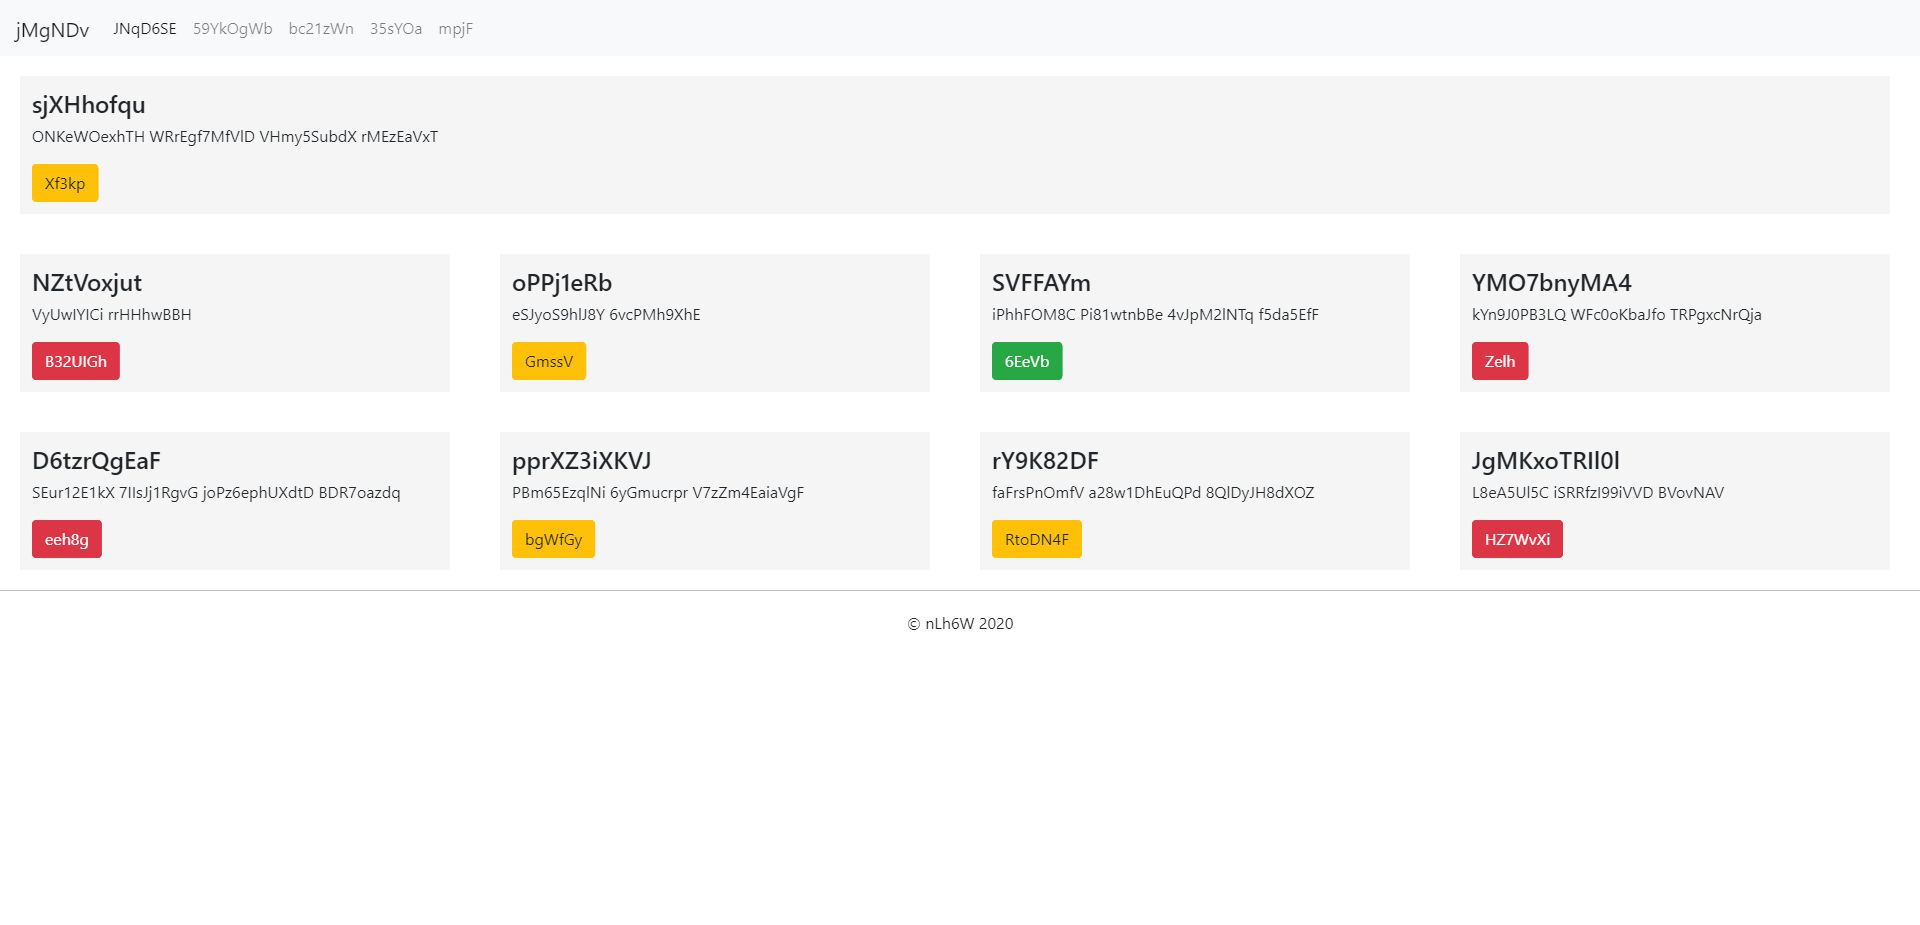 jMgNDv JNqD6SE 59YkOgWb bc21zWn 35sYOa mpjF
sjXHhofqu
ONKeWOexhTH WRrEgf7MfVlD VHmy5SubdX rMEzEaVxT
Xf3kp
NZtVoxjut
VyUwIYICi rrHHhwBBH
B32UIGh
oPPj1eRb
eSJyoS9hlJ8Y 6vcPMh9XhE
GmssV
SVFFAYm
iPhhFOM8C Pi81wtnbBe 4vJpM2lNTq f5da5EfF
6EeVb
YMO7bnyMA4
kYn9J0PB3LQ WFc0oKbaJfo TRPgxcNrQja
Zelh
D6tzrQgEaF
SEur12E1kX 7IIsJj1RgvG joPz6ephUXdtD BDR7oazdq
eeh8g
pprXZ3iXKVJ
PBm65EzqlNi 6yGmucrpr V7zZm4EaiaVgF
bgWfGy
rY9K82DF
faFrsPnOmfV a28w1DhEuQPd 8QlDyJH8dXOZ
RtoDN4F
JgMKxoTRIl0l
L8eA5Ul5C iSRRfzI99iVVD BVovNAV
HZ7WvXi
© nLh6W 2020